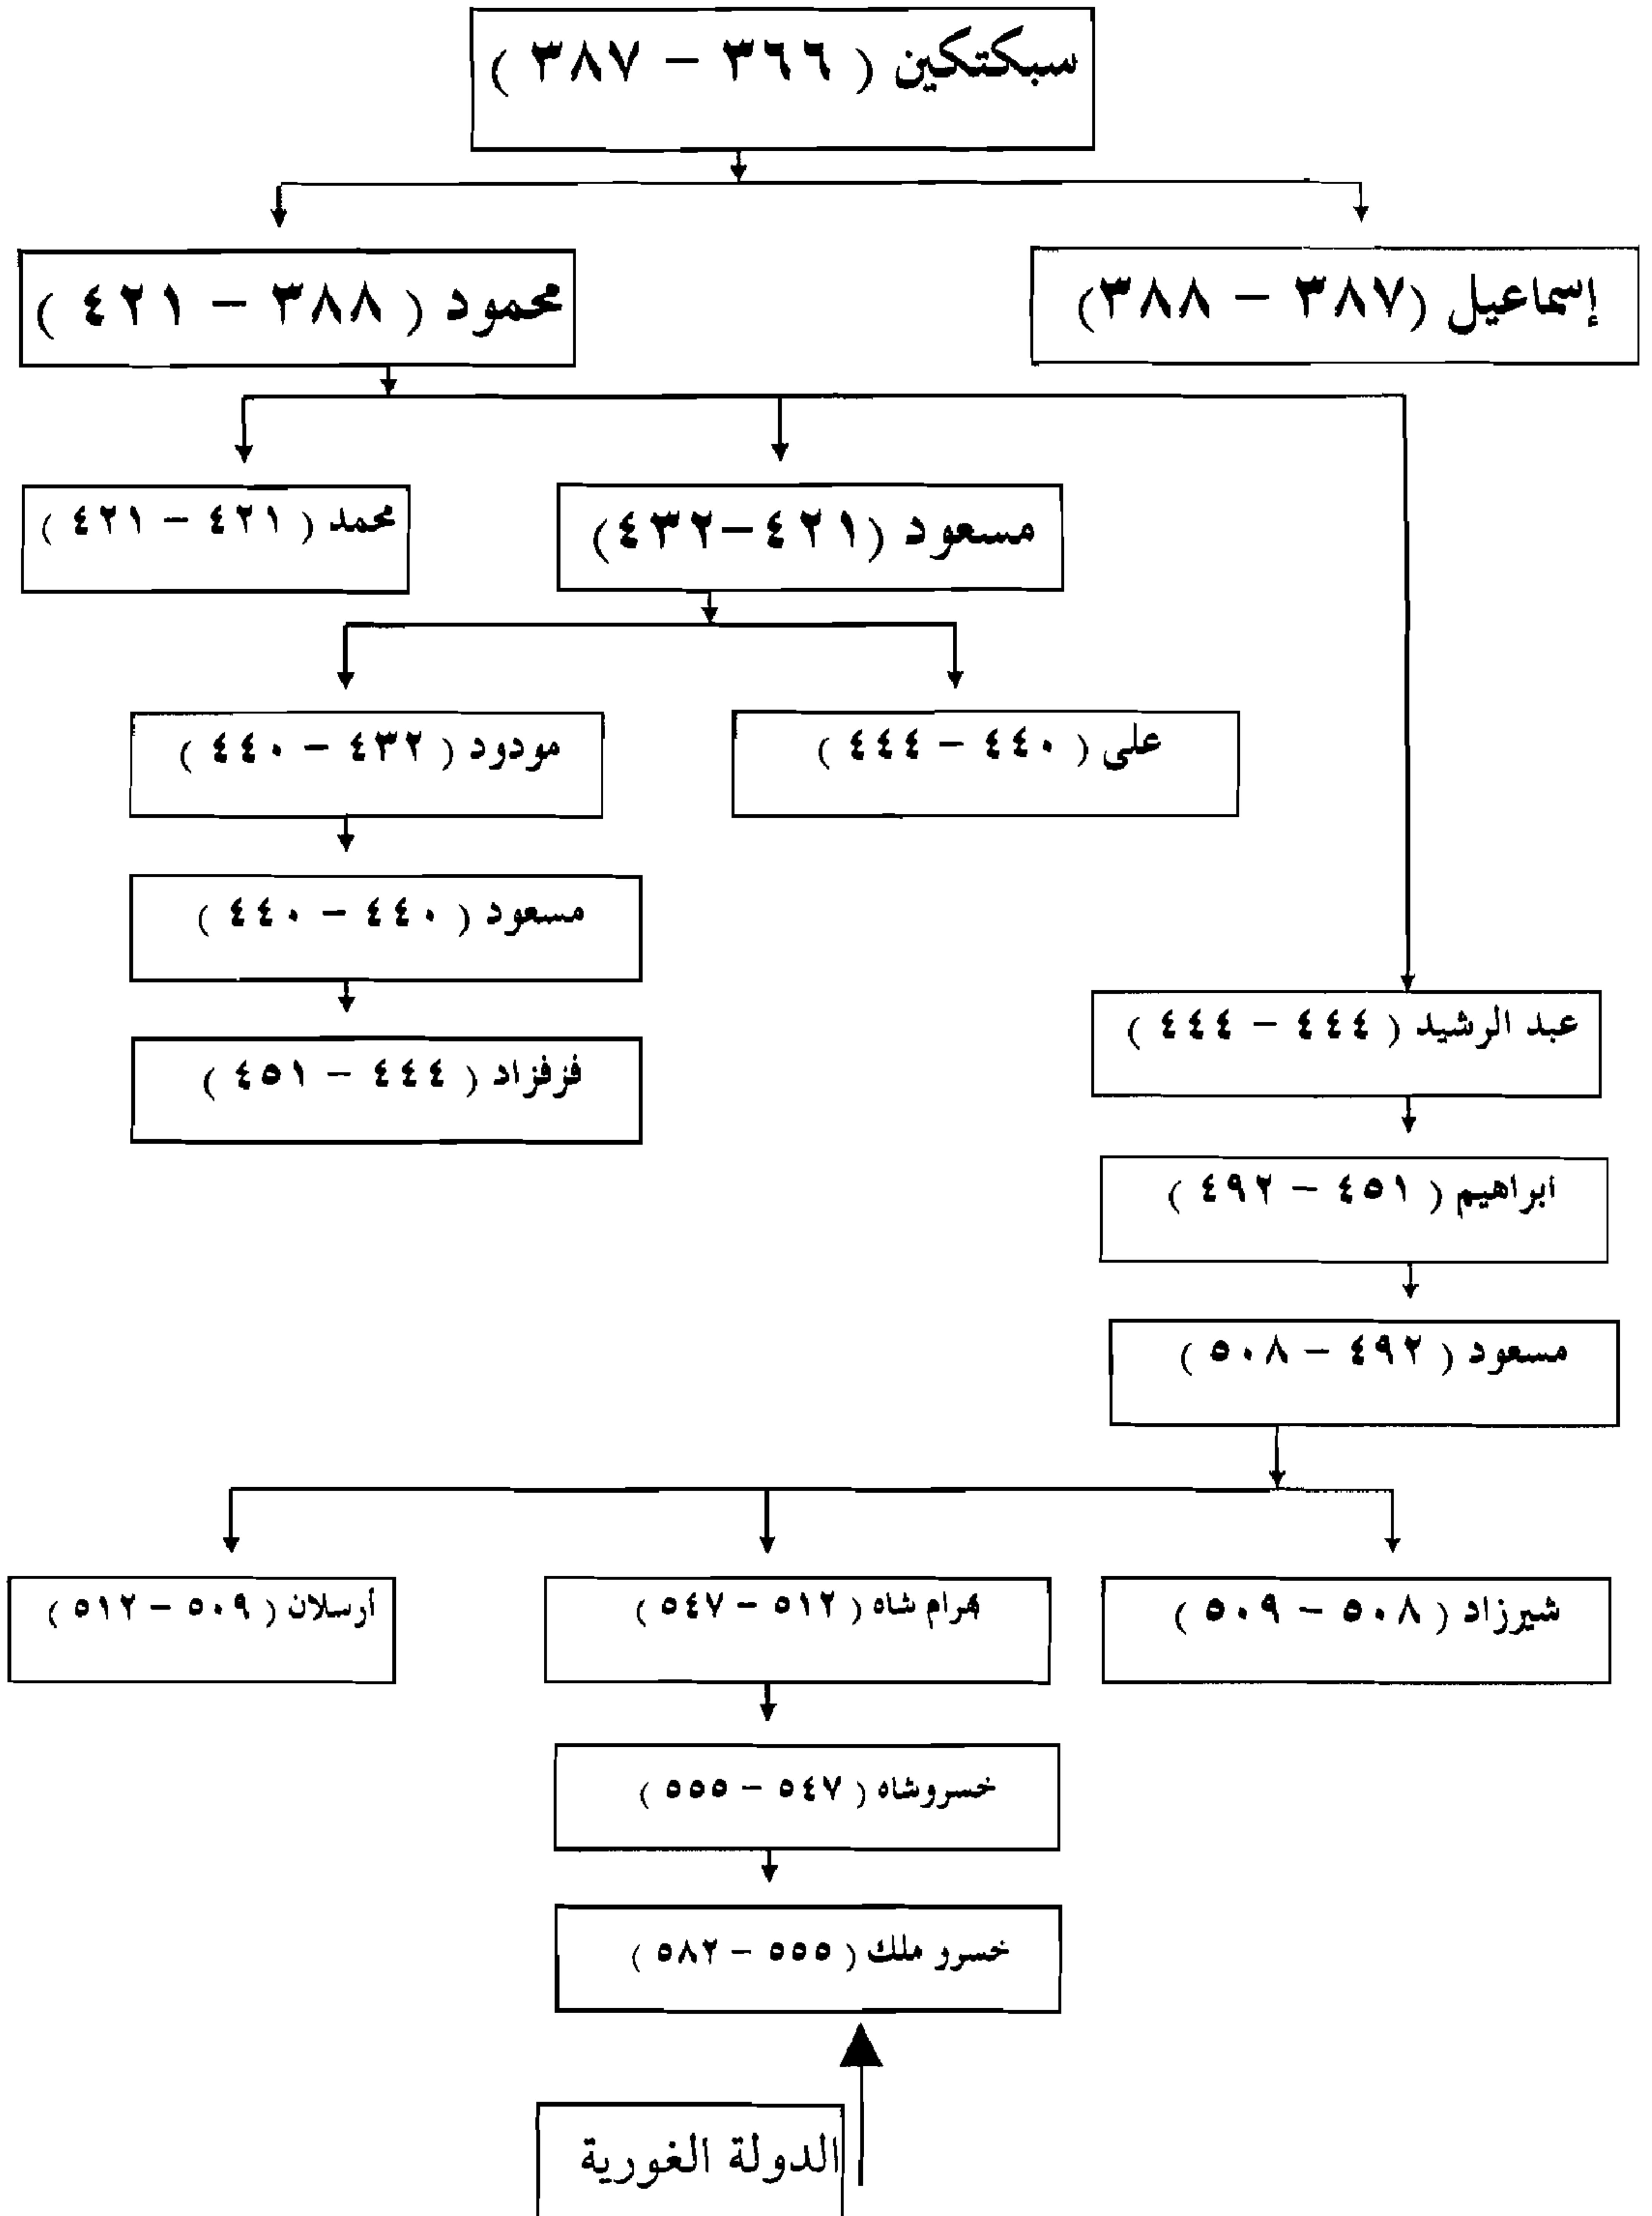 سبكتكين ( ٣٦٦ – ٣٨٧ )
إسماعيل (٣٨٧ – ٣٨٨)
محمود ( ٣٨٨ – ٤٢١ )
مسعود (٤٢١–٤٣٢)
محمد ( ٤٢١ – ٤٢١ )
على ( ٤٤٠ – ٤٤٤ )
مودود ( ٤٣٢ – ٤٤٠ )
مسعود ( ٤٤٠ – ٤٤٠ )
عبد الرشيد ( ٤٤٤ – ٤٤٤ )
فزفزاد ( ٤٤٤ – ٤٥١ )
ابراهيم ( ٤٥١ – ٤٩٢ )
مسعود ( ٤٩٢ – ٥٠٨ )
شيرزاد ( ٥٠٨ – ٥٠٩ )
بهرام شاه ( ٥١٢ – ٥٤٧ )
أرسلان ( ٥٠٩ – ٥١٢ )
خسروشاه ( ٥٤٧ – ٥٥٥ )
خسرو ملك ( ٥٥٥ – ٥٨٢ )
الدولة الغورية